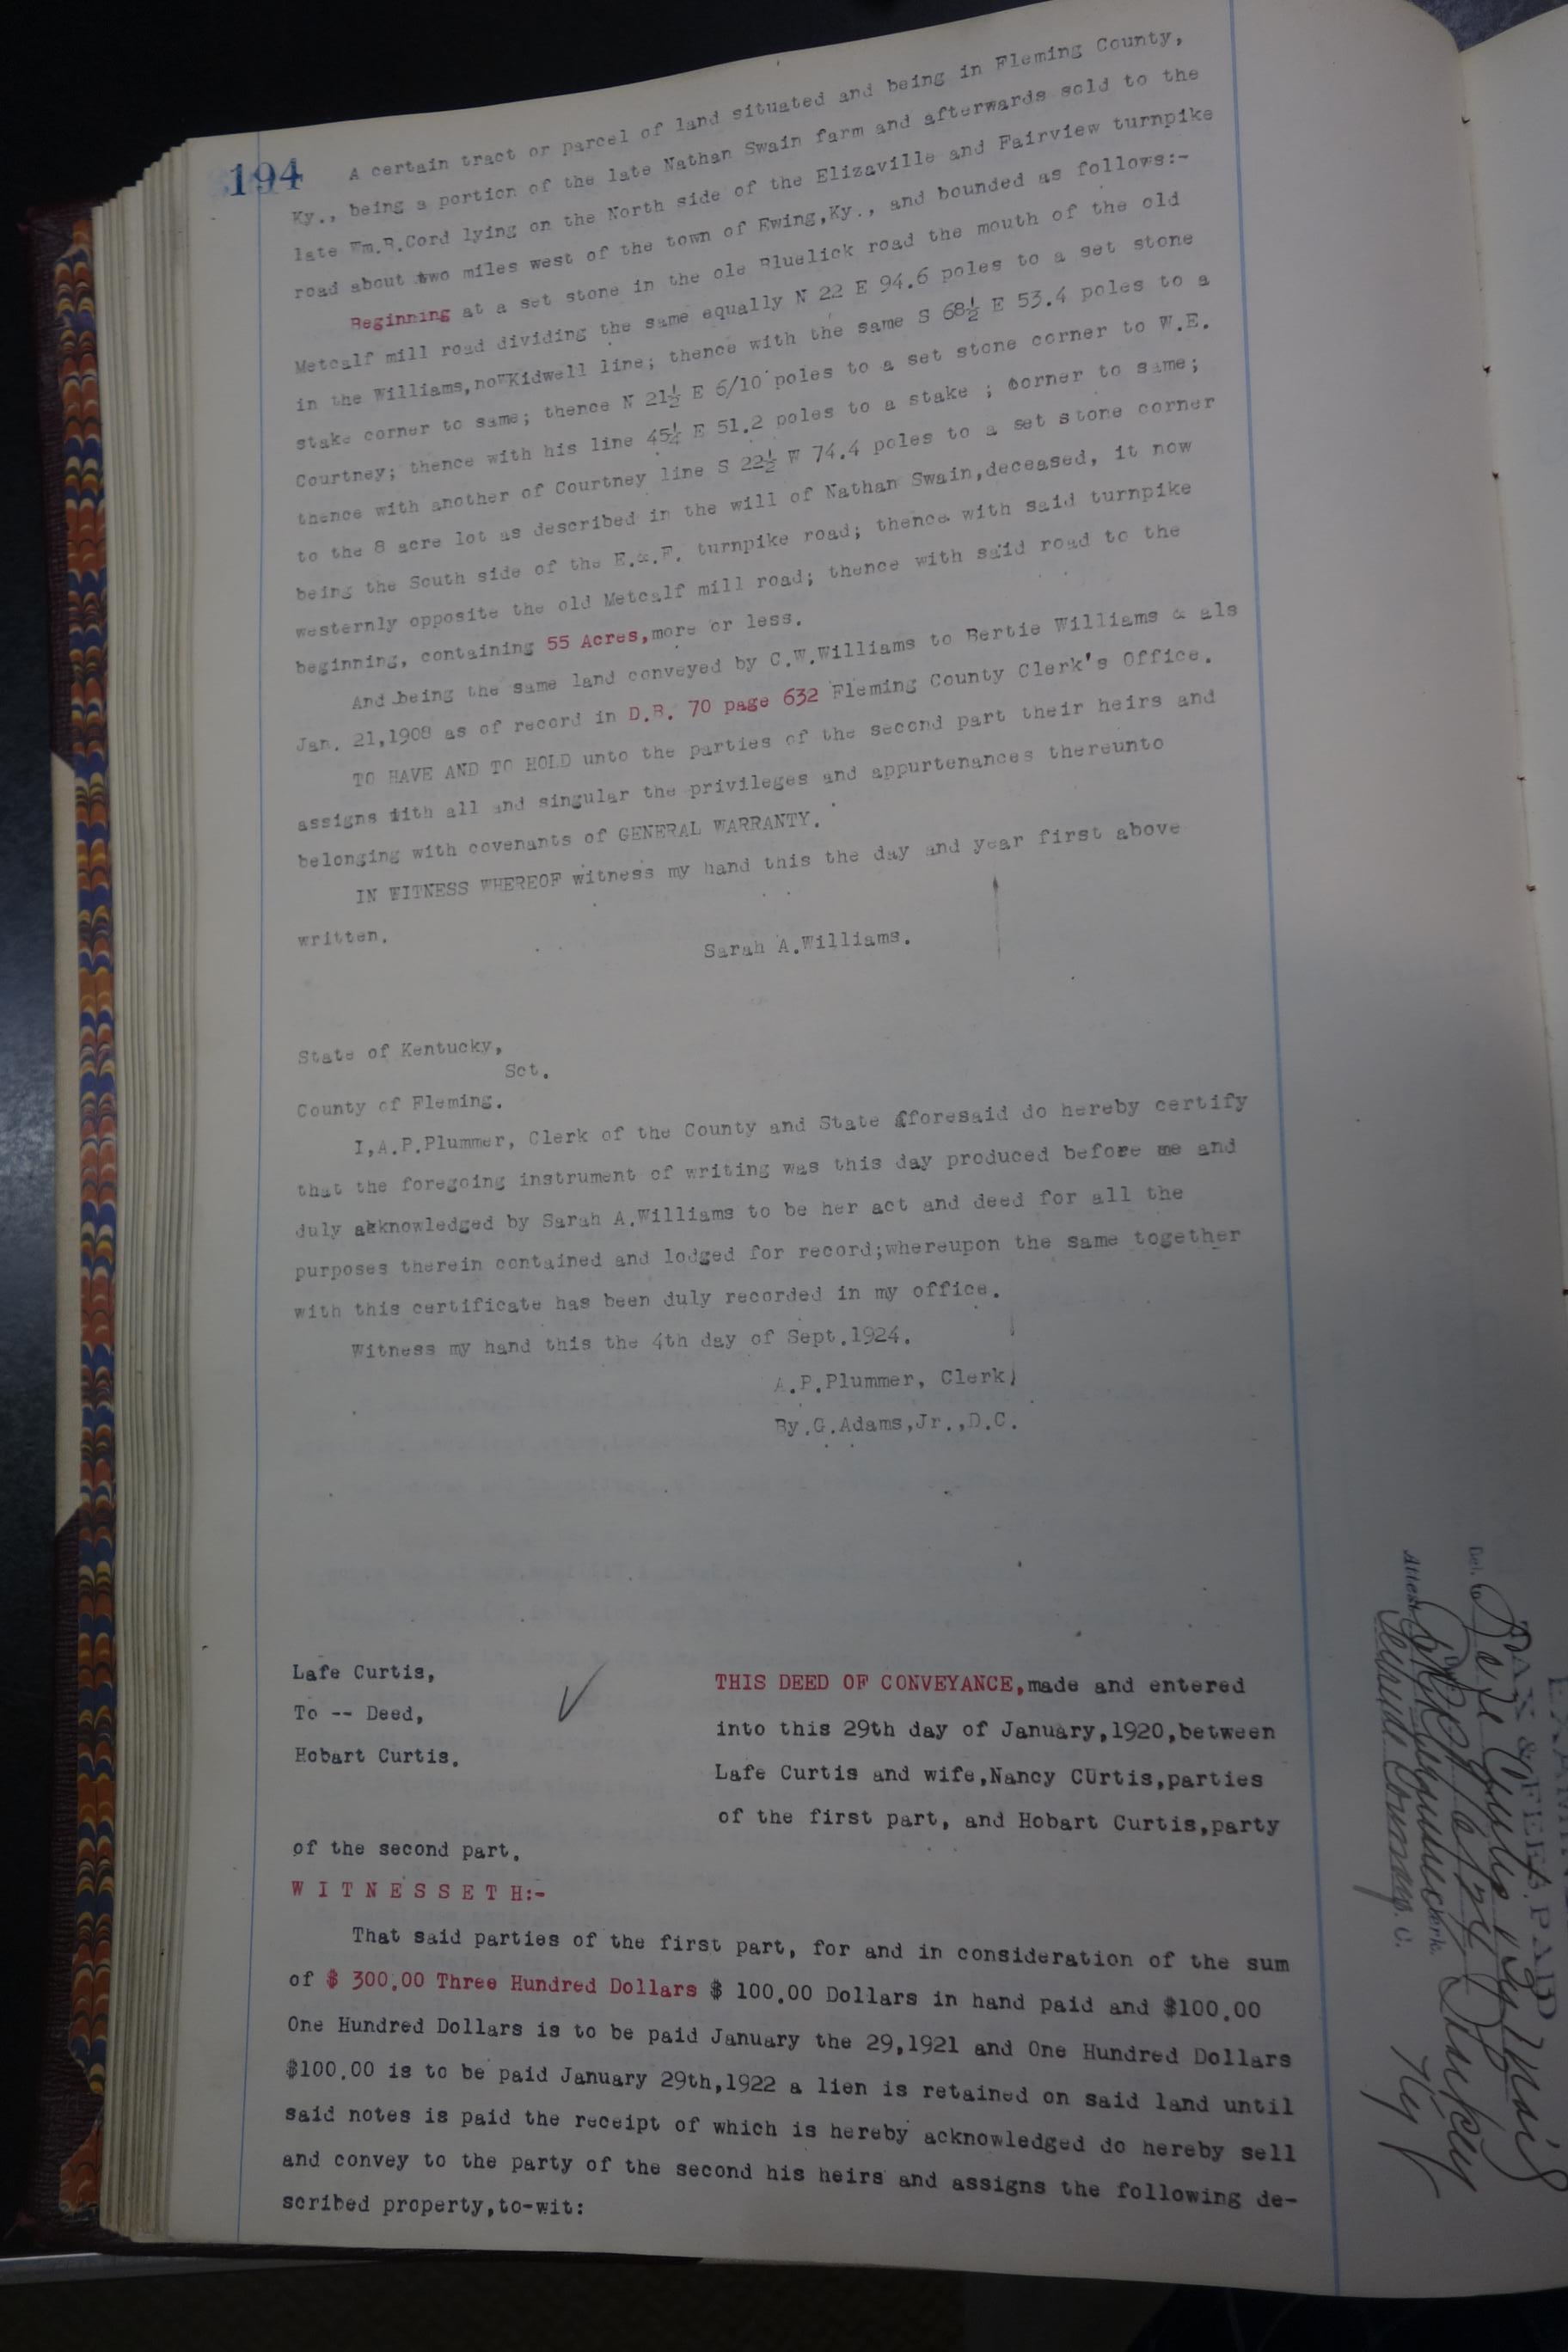 194
A certain tract or parcel of land situated and being in Fleming County,
Ky., being a portion of the late Nathan Swain farm and afterwards sold to the
late Wm.B.Cord lying on the North side of the Elizaville and Fairview turnpike
road about two miles west of the town of Ewing,Ky., and bounded as follows:-
Beginning at a set stone in the ole Bluelick road the mouth of the old
Metcalf mill road dividing the same equally N 22 E 94.6 poles to a set stone
in the Williams,now Kidwell line; thence with the same S 68½ E 53.4 poles to a
stake corner to same; thence N 21½ E 6/10 poles to a set stone corner to W.E.
Courtney; thence with his line 45¼ E 51.2 poles to a stake ; corner to same;
thence with another of Courtney line S 22½ W 74.4 poles to a set stone corner
to the 8 acre lot as described in the will of Nathan Swain,deceased, it now
being the South side of the E.&.F. turnpike road; thence with said turnpike
westernly opposite the old Metcalf mill road; thence with said road to the
beginning, containing 55 Acres,more or less.
And being the same land conveyed by C.W.Williams to Bertie Williams & als
Jan. 21,1908 as of record in D.B. 70 page 632 Fleming County Clerk's Office.
TO HAVE AND TO HOLD unto the parties of the second part their heirs and
assigns with all and singular the privileges and appurtenances thereunto
belonging with covenants of GENERAL WARRANTY.
IN WITNESS WHEREOF witness my hand this the day and year first above
written.
Sarah A.Williams.
State of Kentucky,
Sct.
County of Fleming.
I,A.P.Plummer, Clerk of the County and State aforesaid do hereby certify
that the foregoing instrument of writing was this day produced before me and
duly akknowledged by Sarah A.Williams to be her act and deed for all the
purposes therein contained and lodged for record;whereupon the same together
with this certificate has been duly recorded in my office.
Witness my hand this the 4th day of Sept.1924.
A.P.Plummer, Clerk
By.G.Adams,Jr.,D.C.
Lafe Curtis,
To -- Deed,
Hobart Curtis.
THIS DEED OF CONVEYANCE,made and entered
into this 29th day of January,1920,between
Lafe Curtis and wife,Nancy CUrtis,parties
of the first part, and Hobart Curtis,party
of the second part.
W I T N E S S E T H:-
That said parties of the first part, for and in consideration of the sum
of $ 300.00 Three Hundred Dollars $ 100.00 Dollars in hand paid and $100.00
One Hundred Dollars is to be paid January the 29,1921 and One Hundred Dollars
$100.00 is to be paid January 29th,1922 a lien is retained on said land until
said notes is paid the receipt of which is hereby acknowledged do hereby sell
and convey to the party of the second his heirs and assigns the following de-
scribed property,to-wit:
TAX & FEE PAID
Del. to
Attest
Clerk.
Ky